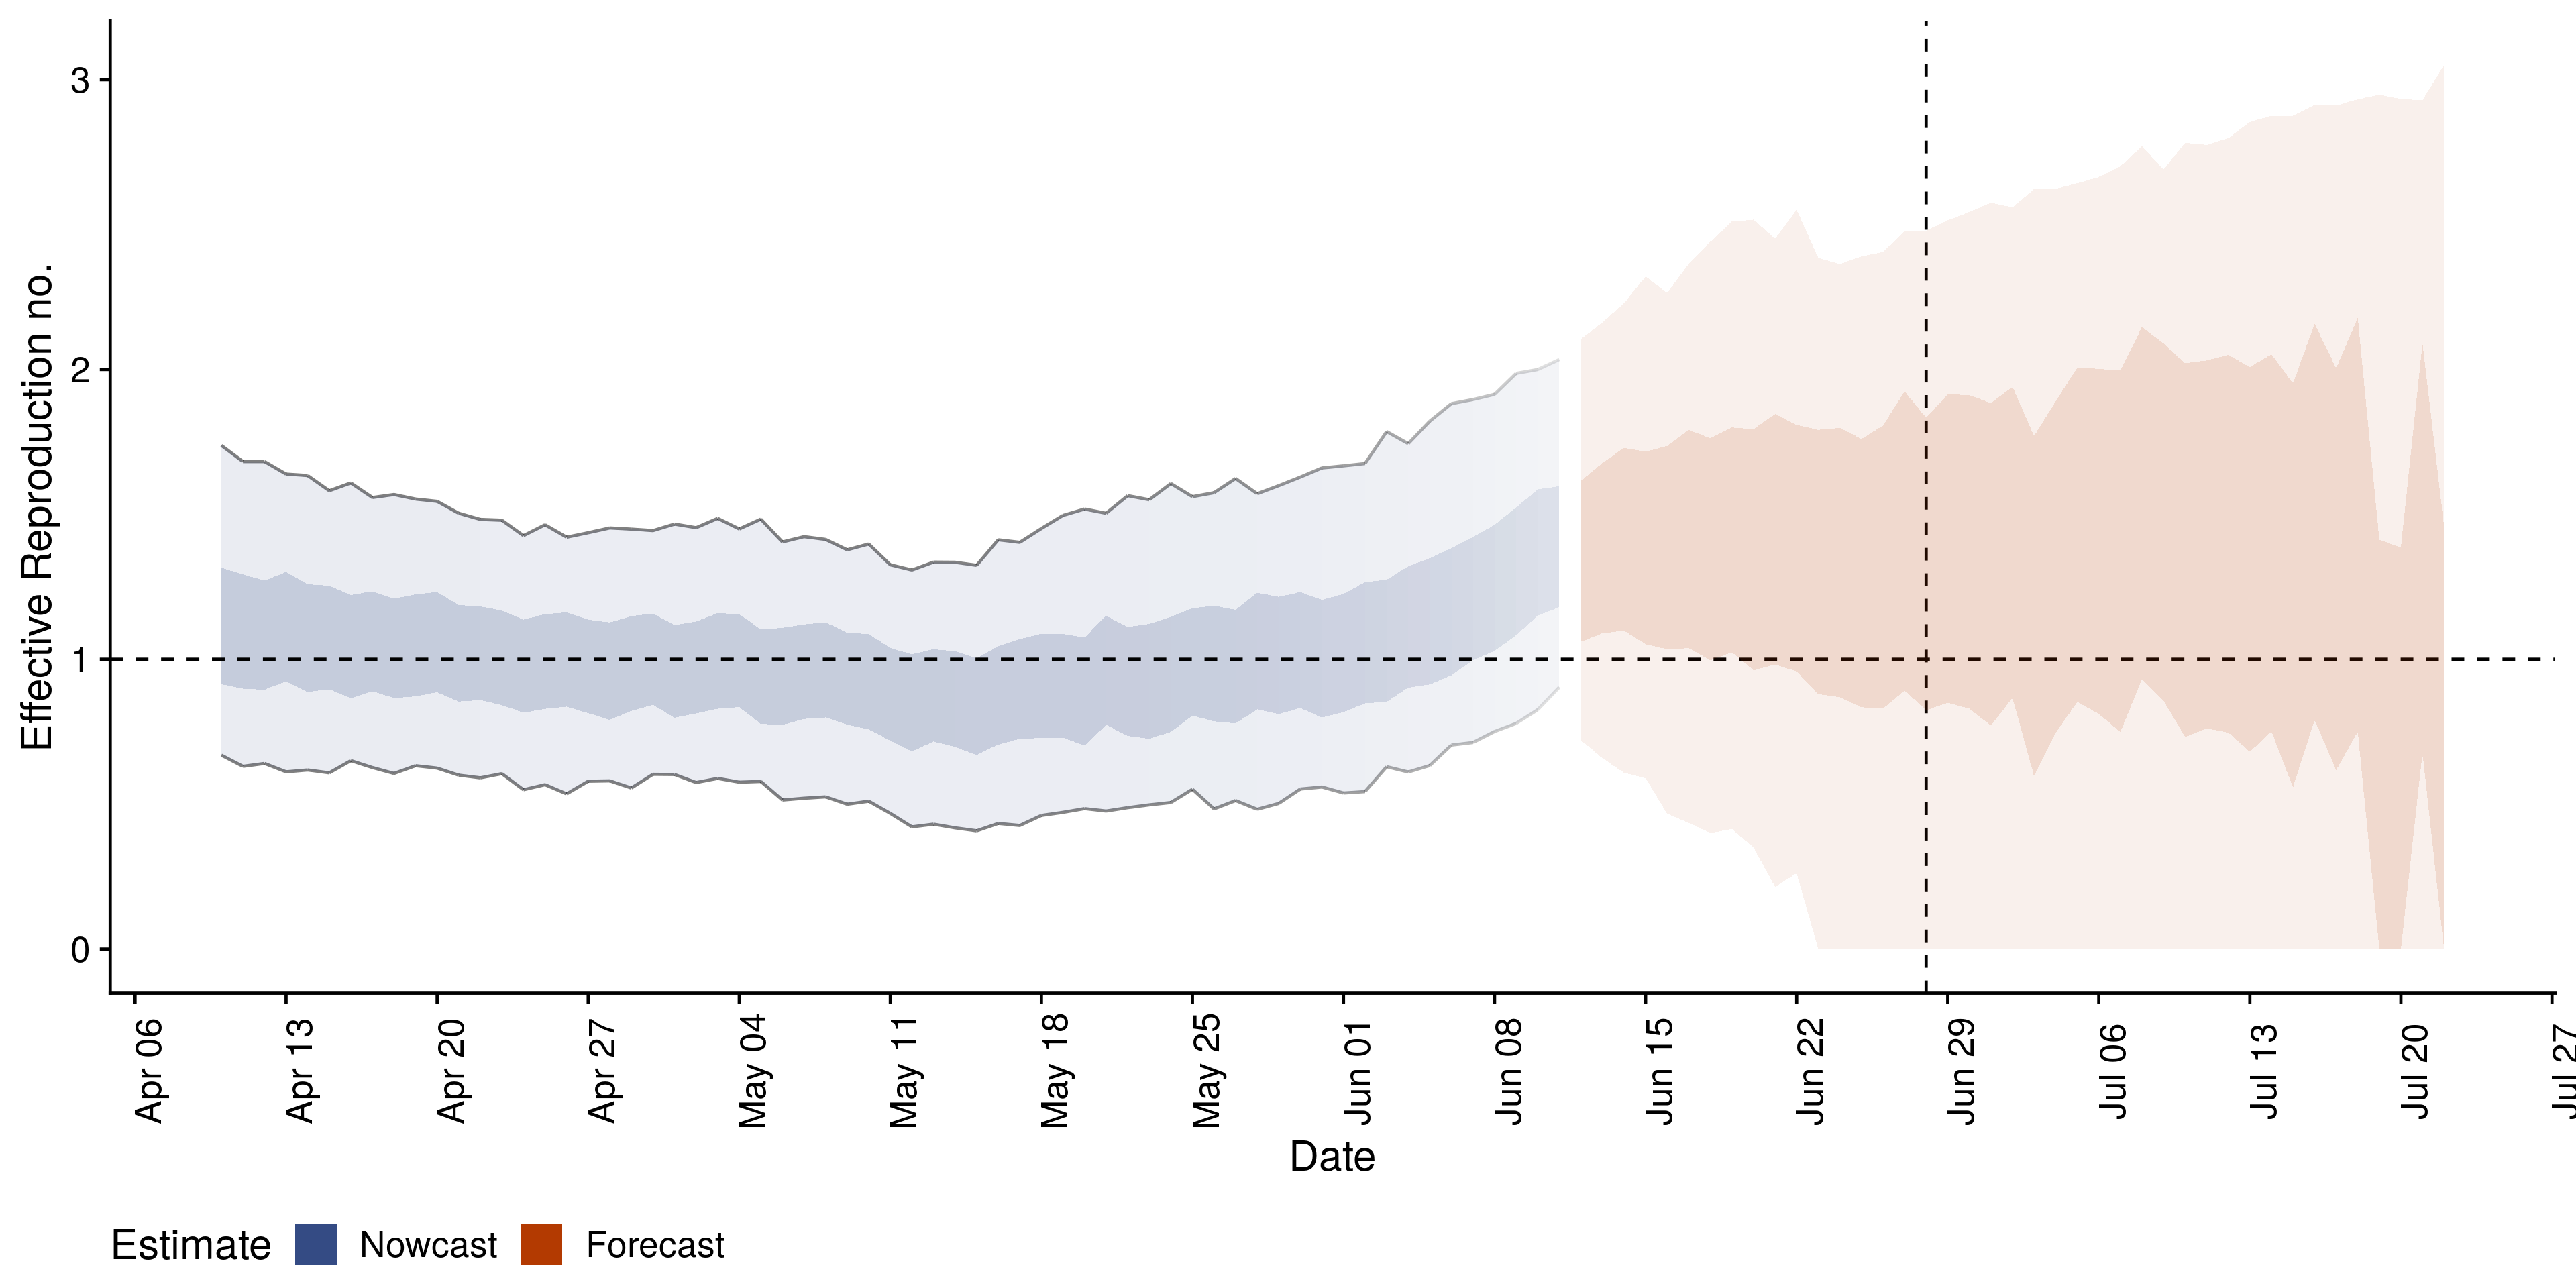 Effective Reproduction no.
3
2
1
0
Apr 06
Apr 13
Apr 20
Apr 27
May 04
May 11
May 18
May 25
Jun 01
Jun 08
Jun 15
Jun 22
Jun 29
Jul 06
Jul 13
Jul 20
Jul 27
Date
Estimate Nowcast Forecast